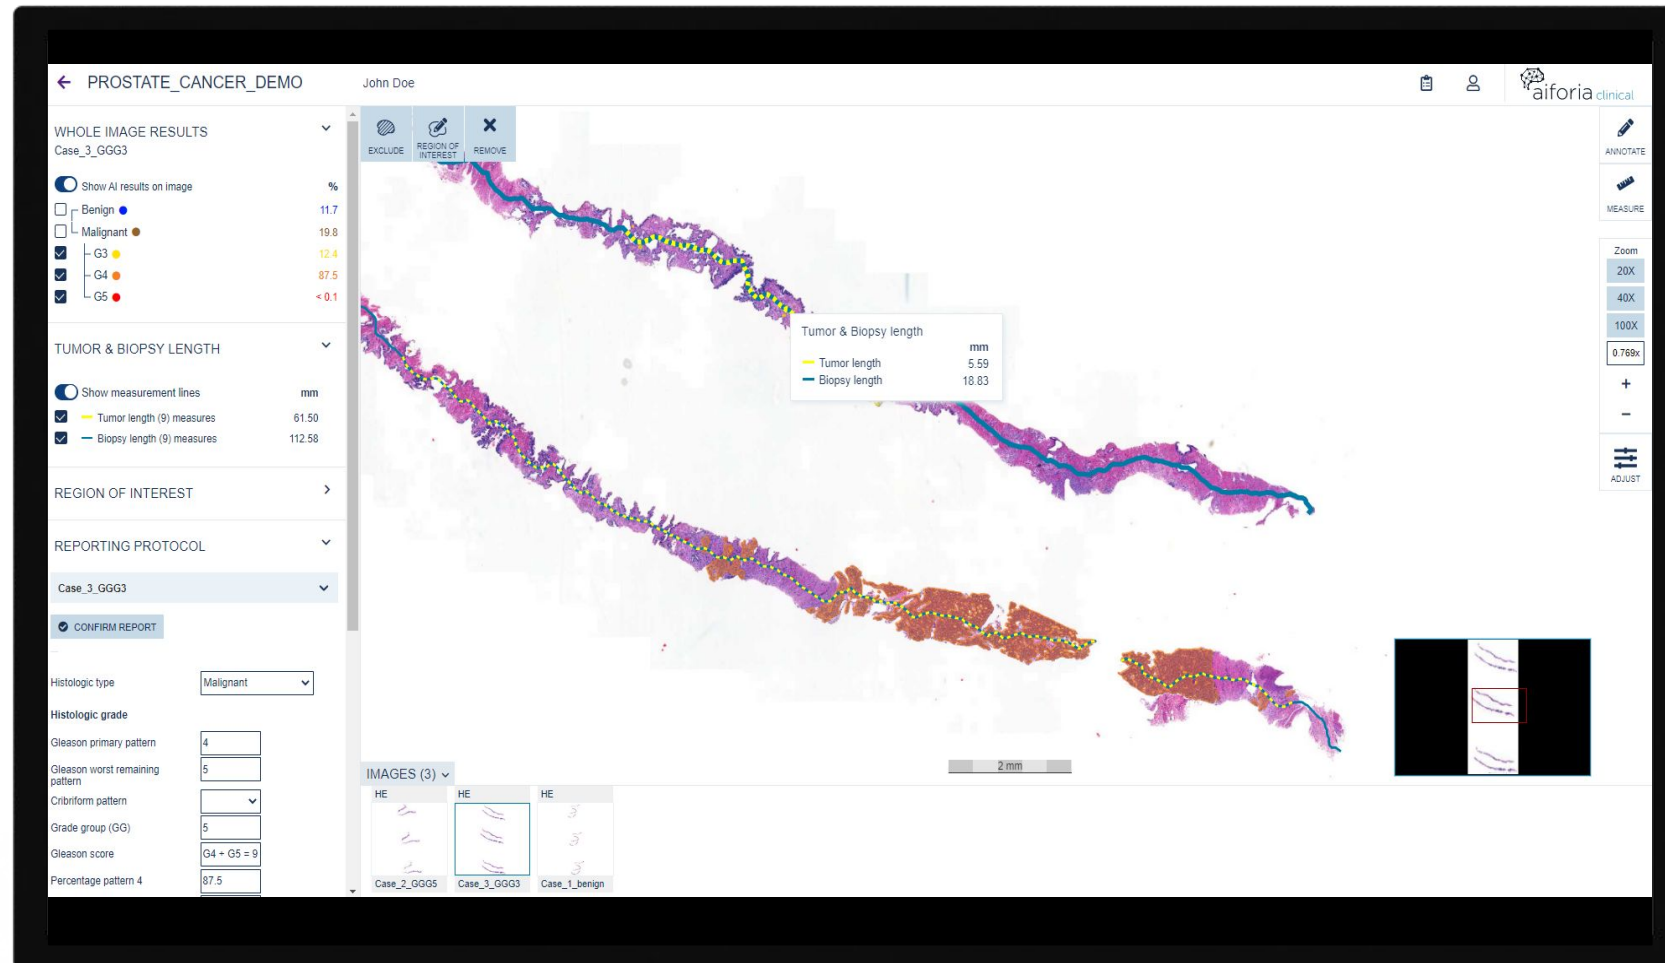 PROSTATE_CANCER_DEMO
John Doe
aiforia clinical
WHOLE IMAGE RESULTS
Case_3_GGG3
Show AI results on image %
Benign 11.7
Malignant 19.8
G3 12.4
G4 87.5
G5 < 0.1
TUMOR & BIOPSY LENGTH
Show measurement lines mm
Tumor length (9) measures 61.50
Biopsy length (9) measures 112.58
REGION OF INTEREST
REPORTING PROTOCOL
Case_3_GGG3
CONFIRM REPORT
Histologic type Malignant
Histologic grade
Gleason primary pattern 4
Gleason worst remaining
pattern 5
Cribriform pattern
Grade group (GG) 5
Gleason score G4 + G5 = 9
Percentage pattern 4 87.5
EXCLUDE
REGION OF
INTEREST
REMOVE
Tumor & Biopsy length
mm
Tumor length 5.59
Biopsy length 18.83
2 mm
ANNOTATE
MEASURE
Zoom
20X
40X
100X
0.769x
+
−
ADJUST
IMAGES (3)
HE
HE
HE
Case_2_GGG5
Case_3_GGG3
Case_1_benign